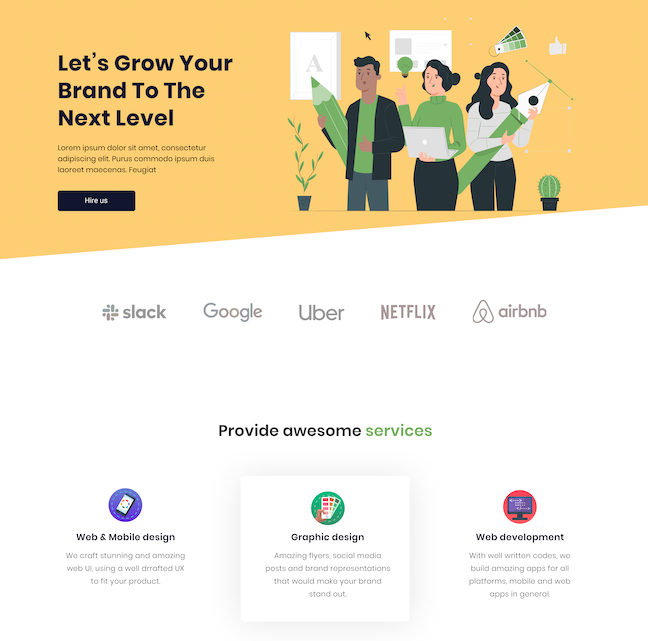 Let's Grow Your
Brand To The
Next Level
Lorem ipsum dolor sit amet, consectetur
adipiscing elit. Purus commodo ipsum duis
laoreet maecenas. Feugiat
Hire us
A
slack
Google
Uber
NETFLIX
airbnb
Provide awesome services
Web & Mobile design
We craft stunning and amazing
web UI, using a well drrafted UX
to fit your product.
Graphic design
Amazing flyers, social media
posts and brand representations
that would make your brand
stand out.
Web development
With well written codes, we
build amazing apps for all
platforms, mobile and web
apps in general.